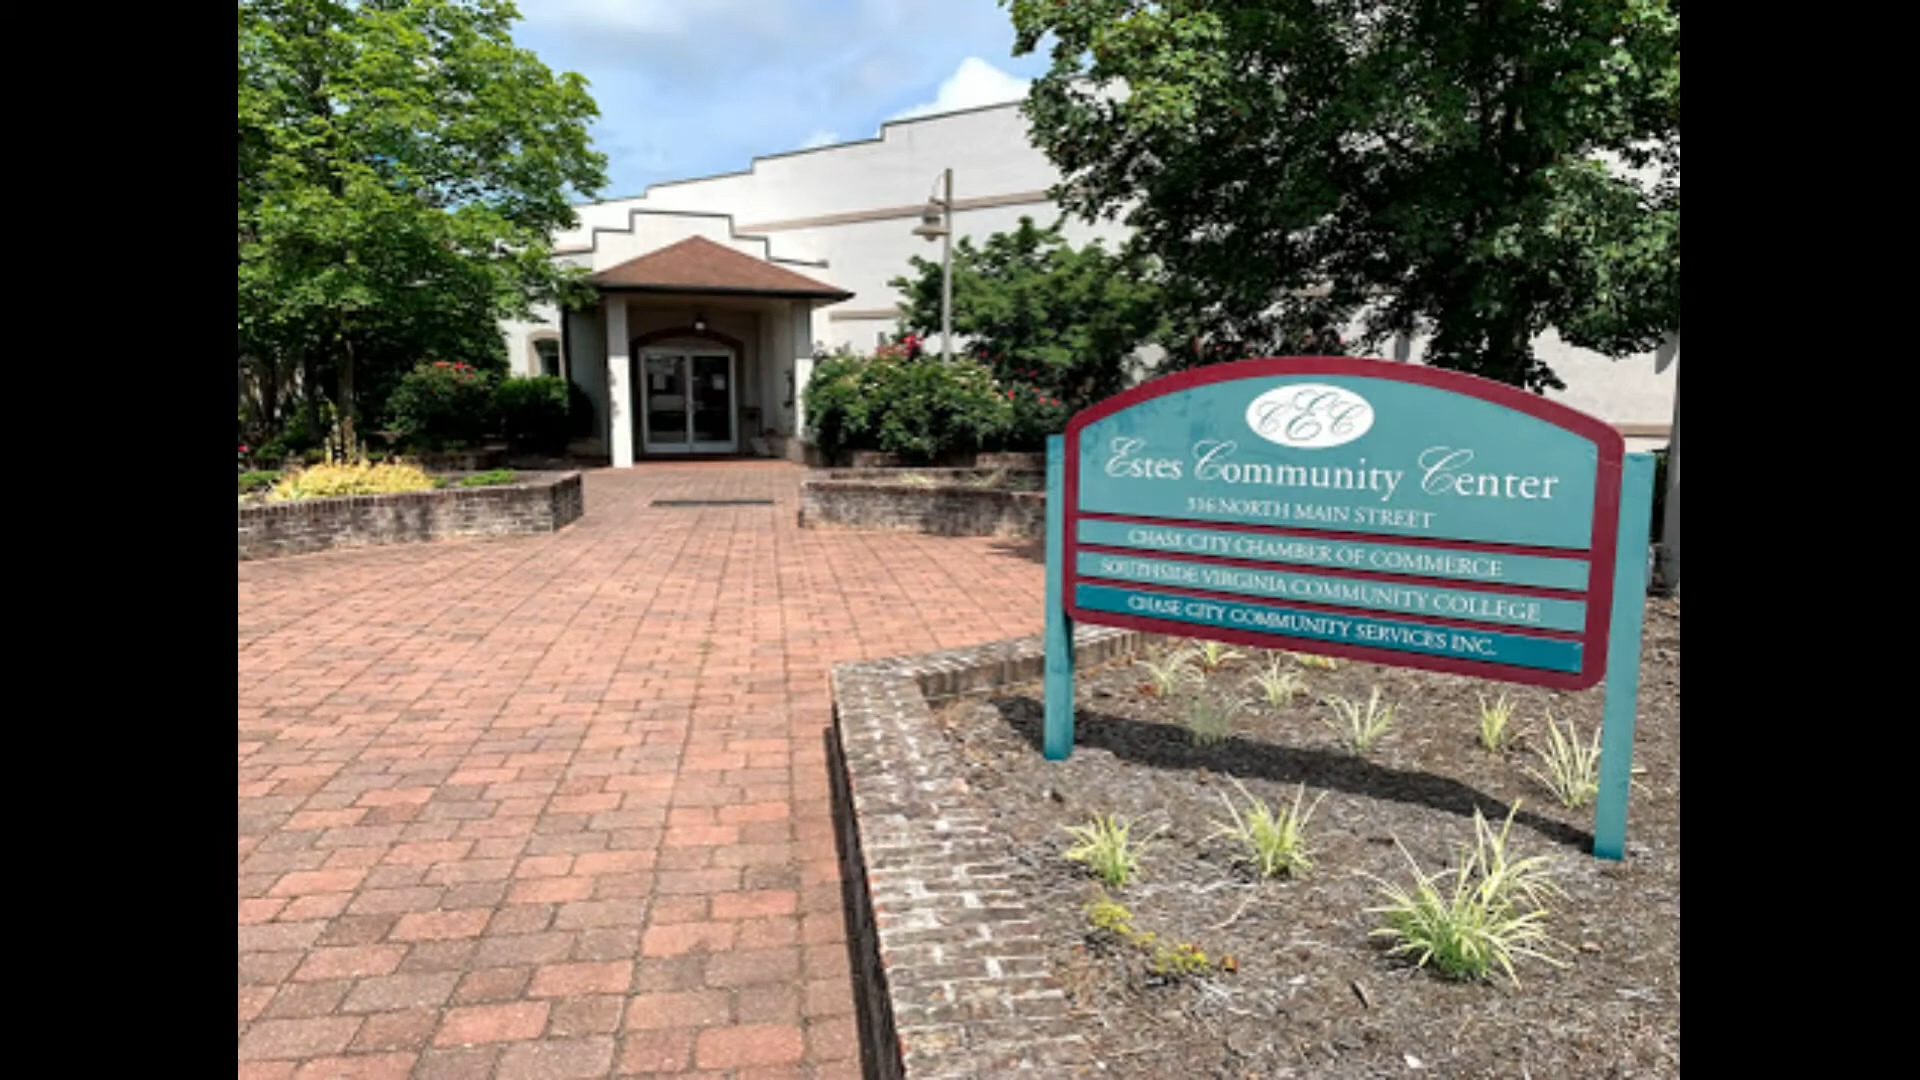 CEC
Estes Community Center
316 NORTH MAIN STREET
CHASE CITY CHAMBER OF COMMERCE
SOUTHSIDE VIRGINIA COMMUNITY COLLEGE
CHASE CITY COMMUNITY SERVICES INC.